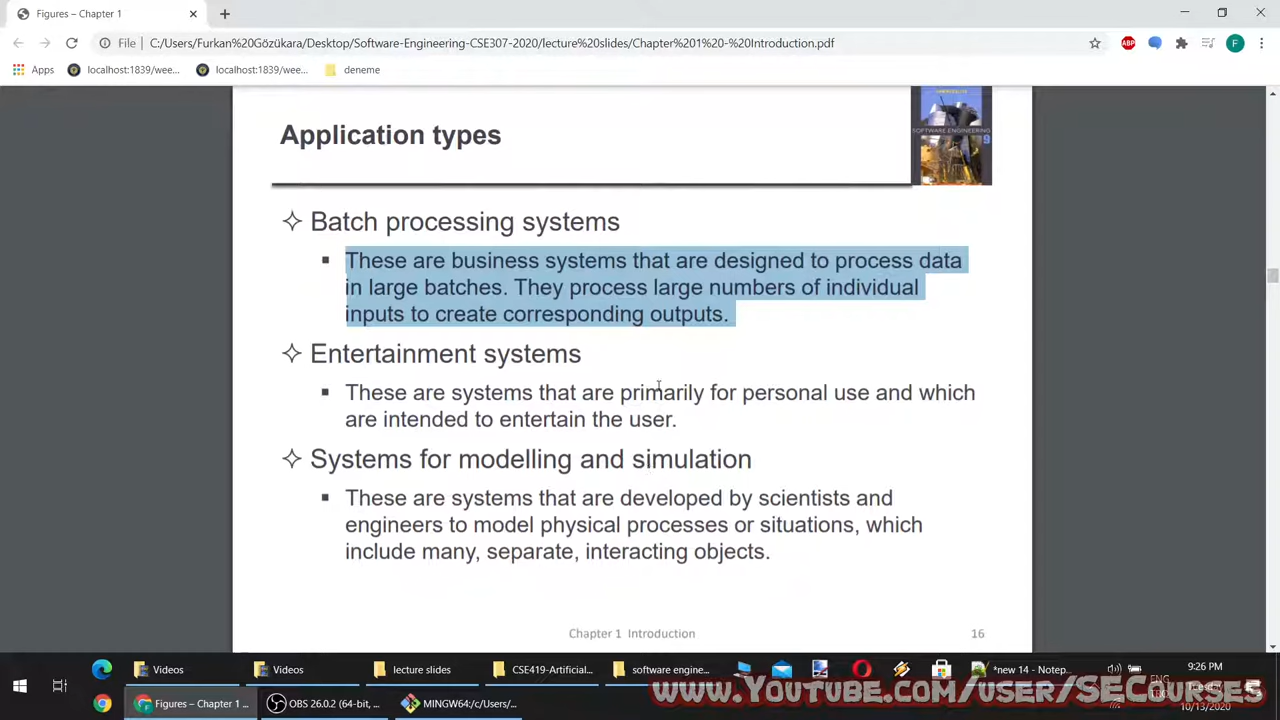 Figures – Chapter 1
File
C:/Users/Furkan%20Gözükara/Desktop/Software-Engineering-CSE307-2020/lecture%20slides/Chapter%201%20-%20Introduction.pdf
ABP
F
Apps
localhost:1839/wee...
localhost:1839/wee...
deneme
Application types
SOFTWARE ENGINEERING
9
Batch processing systems
These are business systems that are designed to process data
in large batches. They process large numbers of individual
inputs to create corresponding outputs.
Entertainment systems
These are systems that are primarily for personal use and which
are intended to entertain the user.
Systems for modelling and simulation
These are systems that are developed by scientists and
engineers to model physical processes or situations, which
include many, separate, interacting objects.
Chapter 1 Introduction
16
Videos
Videos
lecture slides
CSE419-Artificial...
software enginee...
*new 14 - Notep...
ENG
9:26 PM
10/13/2020
Figures – Chapter 1 ...
OBS 26.0.2 (64-bit, ...
MINGW64:/c/Users/...
www.YouTube.com/user/SECourses